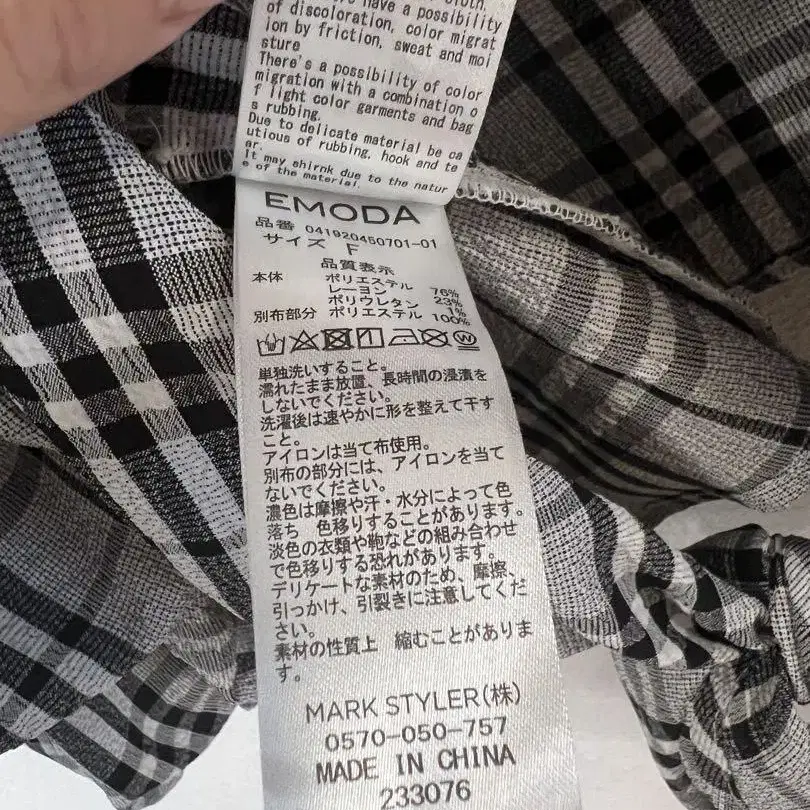 have a possibility
of discoloration, color migrat
ion by friction, sweat and moi
sture
There's a possibility of color
migration with a combination o
f light color garments and bag
s rubbing.
Due to delicate material be ca
utious of rubbing, hook and te
ar.
It may shirnk due to the natur
e of the material.
EMODA
品番 041920450701-01
サイズ F
品質表示
本体 ポリエステル 76%
レーヨン 23%
ポリウレタン 1%
別布部分 ポリエステル 100%
単独洗いすること。
濡れたまま放置、長時間の浸漬を
しないでください。
洗濯後は速やかに形を整えて干す
こと。
アイロンは当て布使用。
別布の部分には、アイロンを当て
ないでください。
濃色は摩擦や汗・水分によって色
落ち 色移りすることがあります。
淡色の衣類や鞄などの組み合わせ
で色移りする恐れがあります。
デリケートな素材のため、摩擦、
引っかけ、引裂きに注意してくだ
さい。
素材の性質上 縮むことがありま
す。
MARK STYLER(株)
0570-050-757
MADE IN CHINA
233076